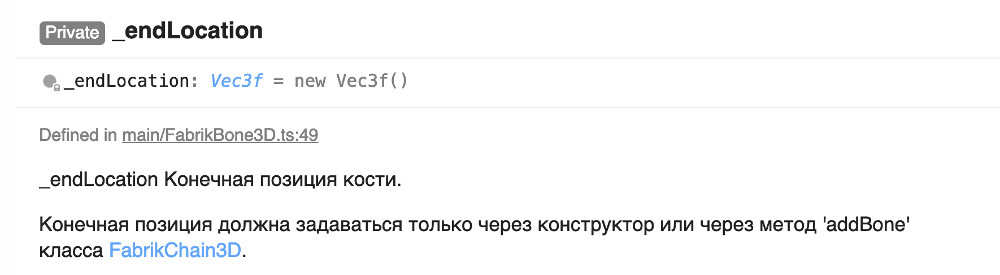 Private _endLocation
_endLocation: Vec3f = new Vec3f()
Defined in main/FabrikBone3D.ts:49
_endLocation Конечная позиция кости.
Конечная позиция должна задаваться только через конструктор или через метод 'addBone'
класса FabrikChain3D.